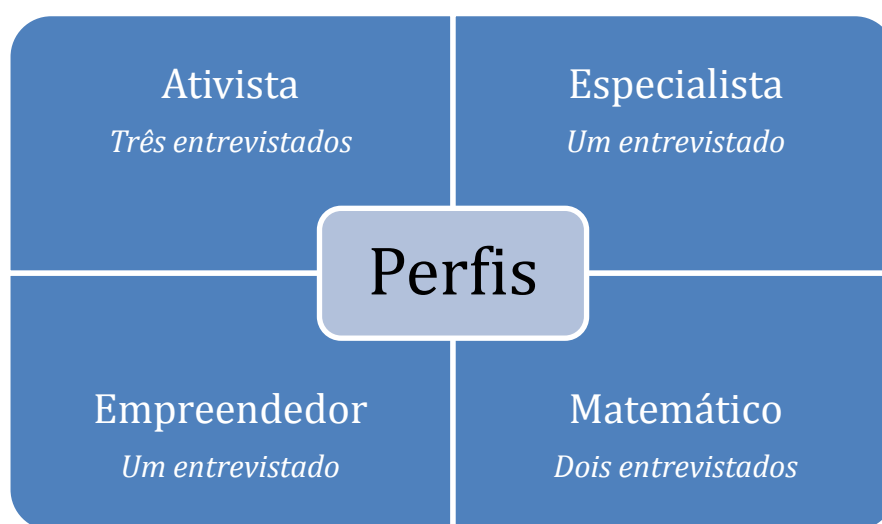 Ativista
Três entrevistados
Especialista
Um entrevistado
Perfis
Empreendedor
Um entrevistado
Matemático
Dois entrevistados